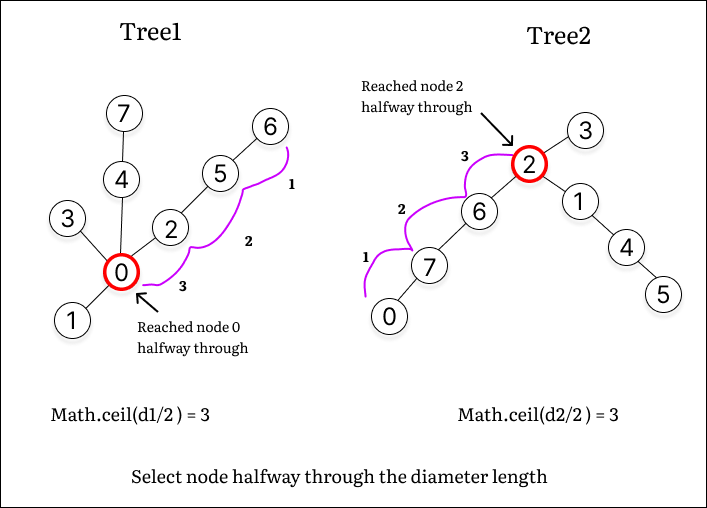 Tree1
Tree2
Reached node 2
halfway through
7
6
3
4
5
3
2
1
3
2
2
1
3
2
6
0
1
4
1
7
5
1
0
Reached node 0
halfway through
Math.ceil(d1/2 ) = 3
Math.ceil(d2/2 ) = 3
Select node halfway through the diameter length